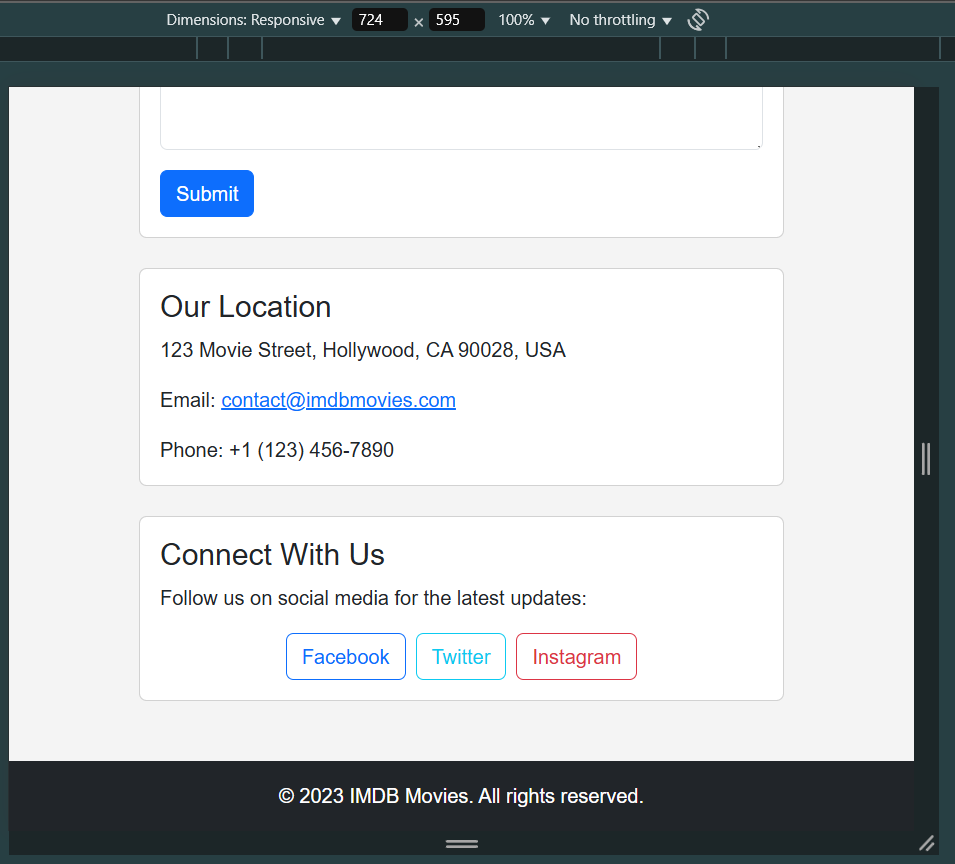 Dimensions: Responsive ▼ 724 × 595 100% ▼ No throttling ▼
Submit
Our Location
123 Movie Street, Hollywood, CA 90028, USA
Email: contact@imdbmovies.com
Phone: +1 (123) 456-7890
Connect With Us
Follow us on social media for the latest updates:
Facebook Twitter Instagram
© 2023 IMDB Movies. All rights reserved.